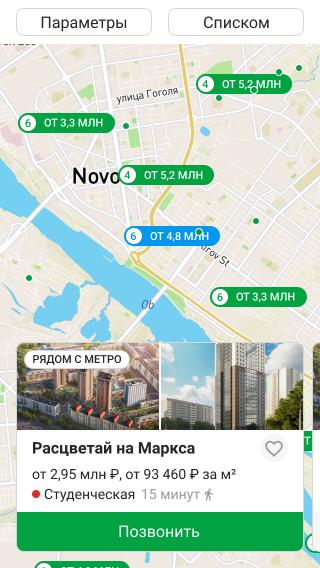 Параметры
Списком
4 ОТ 5,2 МЛН
улица Гоголя
6 ОТ 3,3 МЛН
Novo
4 ОТ 5,2 МЛН
6 ОТ 4,8 МЛН
urov St
6 ОТ 3,3 МЛН
Ob
РЯДОМ С МЕТРО
Расцветай на Маркса
от 2,95 млн ₽, от 93 460 ₽ за м²
Студенческая 15 минут
Позвонить